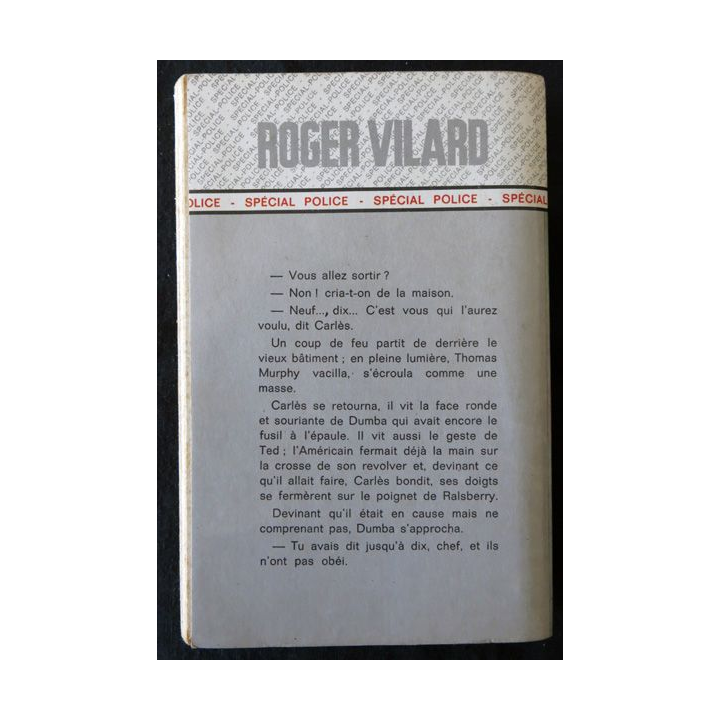 ROGER VILARD
OLICE - SPÉCIAL POLICE - SPÉCIAL POLICE - SPÉCIAL
— Vous allez sortir ?
— Non ! cria-t-on de la maison.
— Neuf..., dix... C'est vous qui l'aurez
voulu, dit Carlès.
Un coup de feu partit de derrière le
vieux bâtiment ; en pleine lumière, Thomas
Murphy vacilla, s'écroula comme une
masse.
Carlès se retourna, il vit la face ronde
et souriante de Dumba qui avait encore le
fusil à l'épaule. Il vit aussi le geste de
Ted ; l'Américain fermait déjà la main sur
la crosse de son revolver et, devinant ce
qu'il allait faire, Carlès bondit, ses doigts
se fermèrent sur le poignet de Ralsberry.
Devinant qu'il était en cause mais ne
comprenant pas, Dumba s'approcha.
— Tu avais dit jusqu'à dix, chef, et ils
n'ont pas obéi.